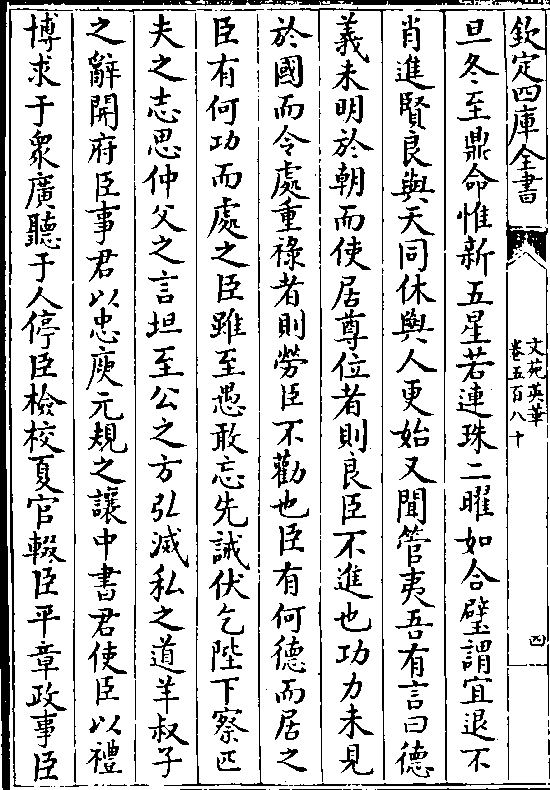 欽定四庫全書
文苑英華
卷五百八十
四
旦冬至鼎命惟新五星若連珠二曜如合璧謂宜退不
肖進賢良與天同休與人更始又聞管夷吾有言曰德
義未明於朝而使居尊位者則良臣不進也功力未見
於國而令處重祿者則勞臣不勸也臣有何德而居之
臣有何功而處之臣雖至愚敢忘先誡伏乞陛下察匹
夫之志思仲父之言坦至公之方弘滅私之道羊叔子
之辭開府臣事君以忠庾元規之讓中書君使臣以禮
博求于衆廣聽于人停臣檢校夏官輟臣平章政事臣